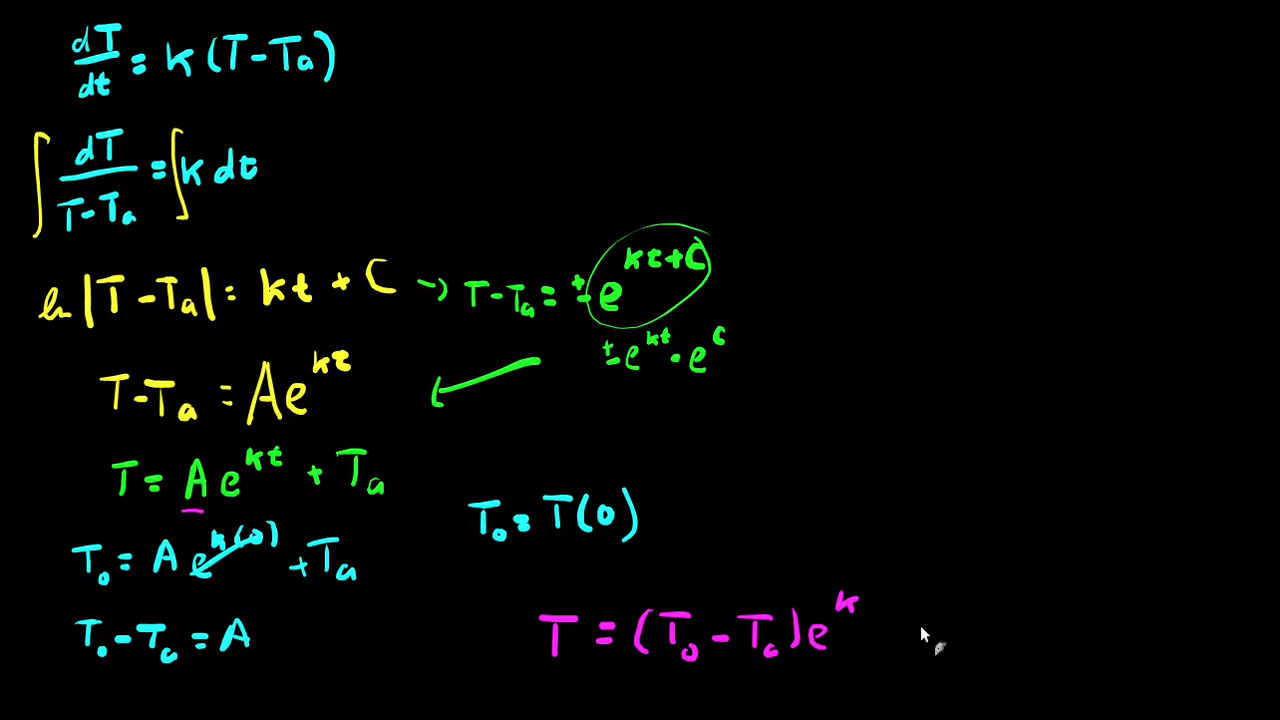 dT/dt = k(T-Ta)
∫ dT/(T-Ta) = ∫ k dt
ln|T-Ta| = kt + C → T-Ta = ± e^(kt+C)
± e^kt · e^C
T-Ta = Ae^kt
T = Ae^kt + Ta
T₀ = T(0)
T₀ = A e^k(0) + Ta
T₀ - Ta = A
T = (T₀ - Ta)e^k